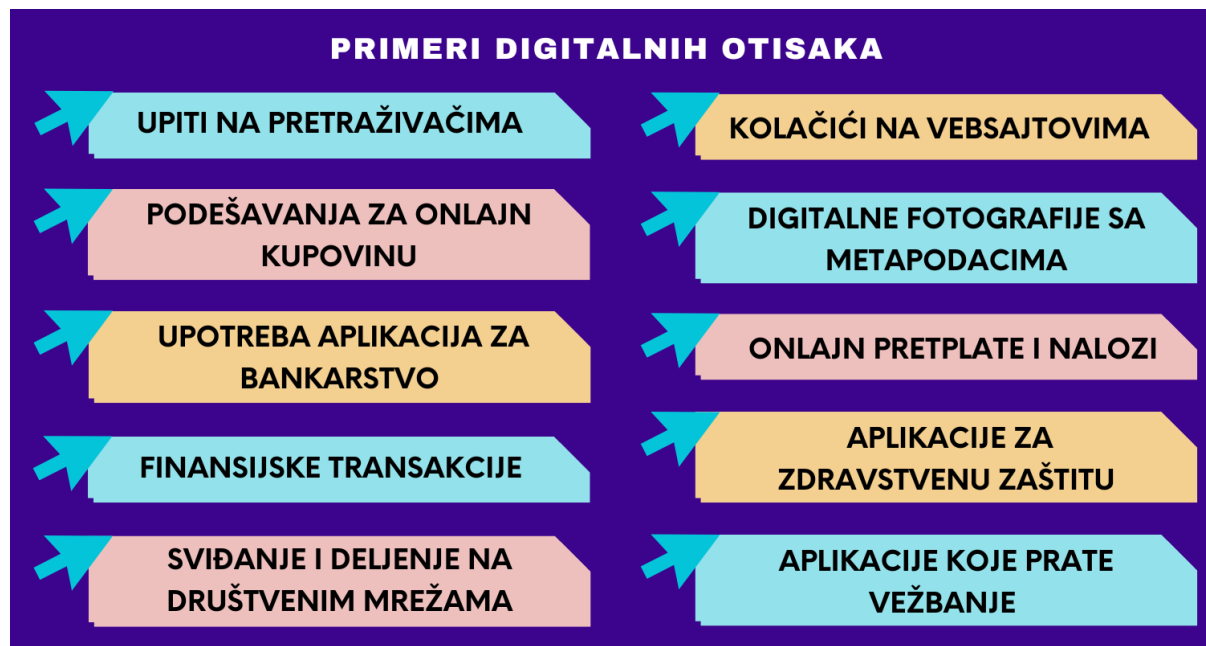 PRIMERI DIGITALNIH OTISAKA
UPITI NA PRETRAŽIVAČIMA
PODEŠAVANJA ZA ONLAJN
KUPOVINU
UPOTREBA APLIKACIJA ZA
BANKARSTVO
FINANSIJSKE TRANSAKCIJE
SVIĐANJE I DELJENJE NA
DRUŠTVENIM MREŽAMA
KOLAČIĆI NA VEBSAJTOVIMA
DIGITALNE FOTOGRAFIJE SA
METAPODACIMA
ONLAJN PRETPLATE I NALOZI
APLIKACIJE ZA
ZDRAVSTVENU ZAŠTITU
APLIKACIJE KOJE PRATE
VEŽBANJE